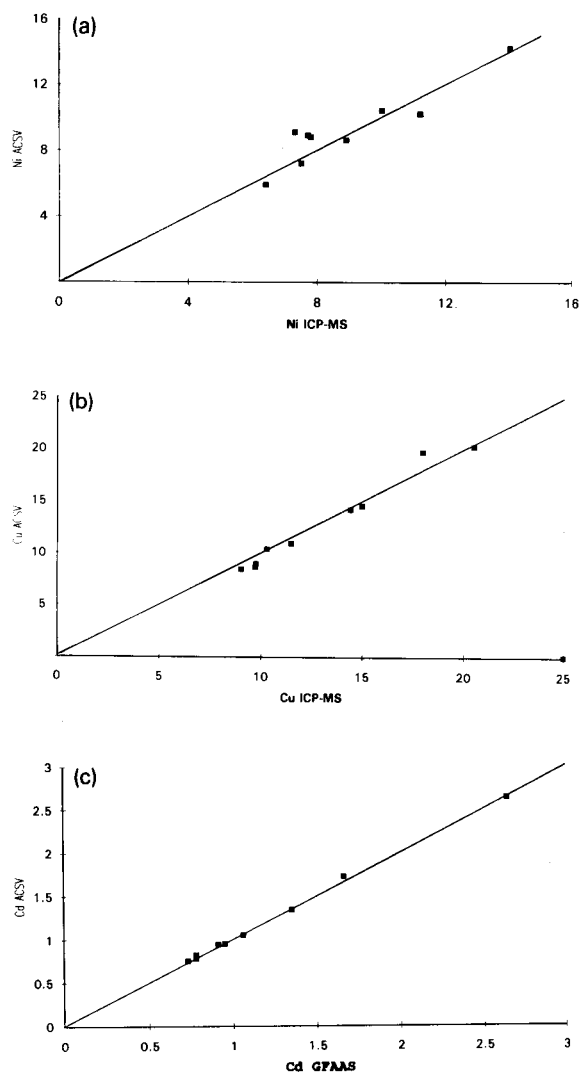 (a)
16
12
8
4
Ni ACSV
0 4 8 12. 16
Ni ICP-MS
(b)
25
20
15
10
5
Cu ACSV
0 5 10 15 20 25
Cu ICP-MS
(c)
3
2.5
2
1.5
1
0.5
0
Cd ACSV
0 0.5 1 1.5 2 2.5 3
Cd GFAAS